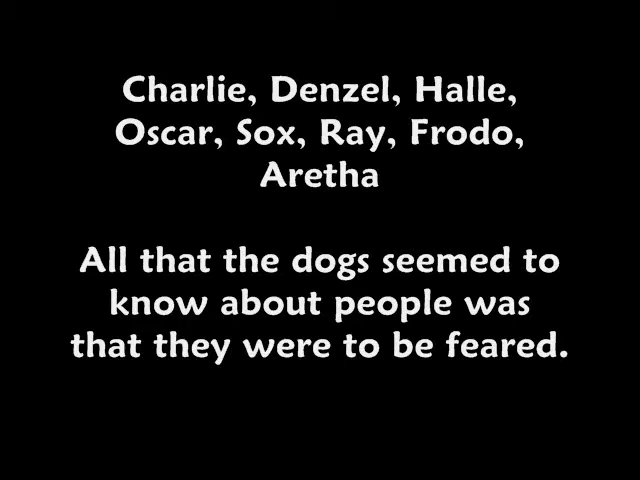 Charlie, Denzel, Halle,
Oscar, Sox, Ray, Frodo,
Aretha
All that the dogs seemed to
know about people was
that they were to be feared.